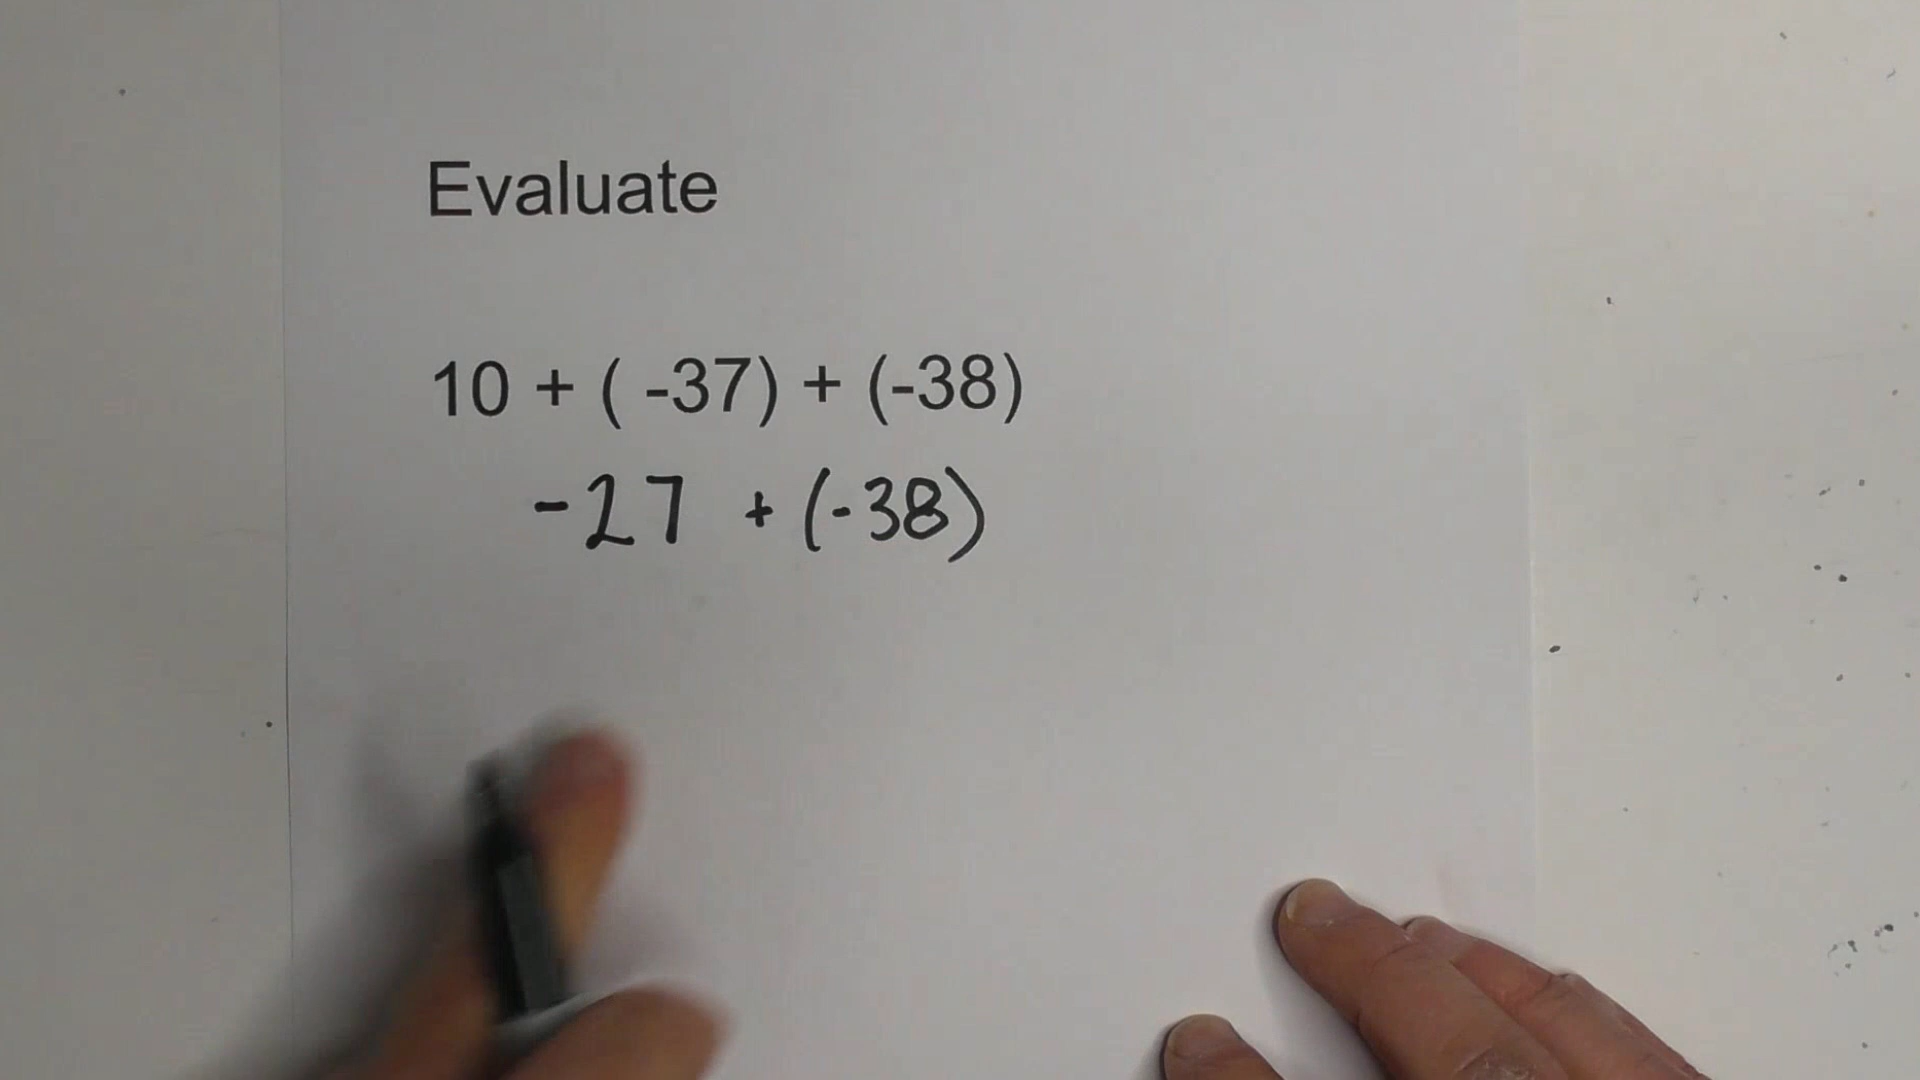 Evaluate
10 + ( -37) + (-38)
-27 + (-38)